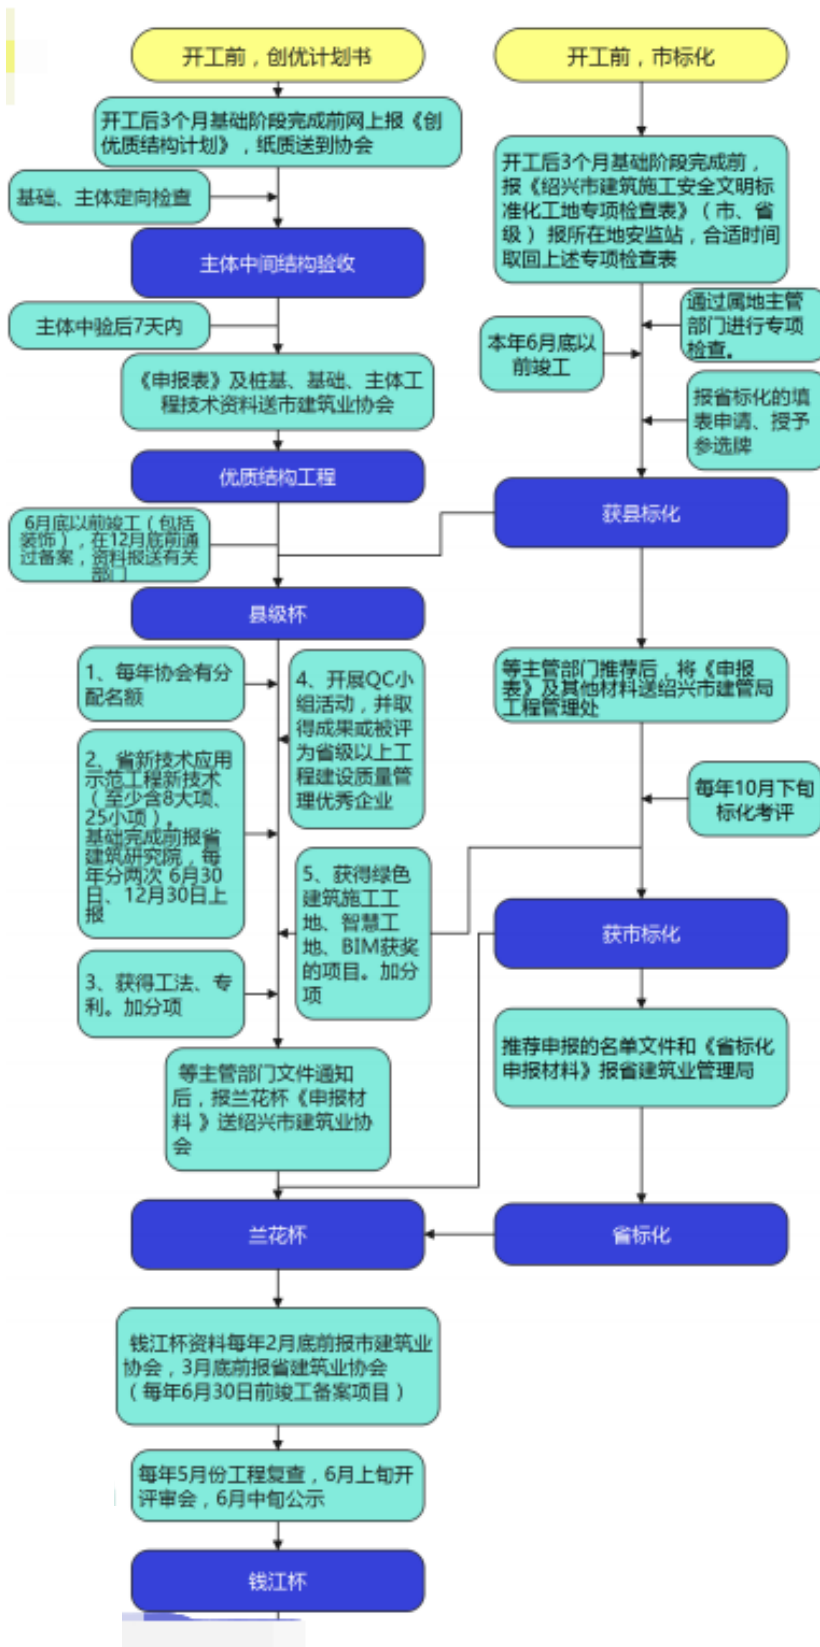 开工前，创优计划书
开工后3个月基础阶段完成前网上报《创
优质结构计划》，纸质送到协会
基础、主体定向检查
主体中间结构验收
主体中验后7天内
《申报表》及桩基、基础、主体工
程技术资料送市建筑业协会
优质结构工程
6月底以前竣工（包括
装饰），在12月底前通
过备案，资料报送有关
部门
县级杯
1、每年协会有分
配名额
4、开展QC小
组活动，并取
得成果或被评
为省级以上工
程建设质量管
理优秀企业
2、省新技术应用
示范工程新技术
（至少含8大项、
25小项）。
基础完成前报省
建筑研究院，每
年分两次 6月30
日、12月30日上
报
5、获得绿色
建筑施工工
地、智慧工
地、BIM获奖
的项目。加分
项
3、获得工法、专
利。加分项
等主管部门文件通知
后，报兰花杯《申报材
料 》送绍兴市建筑业协
会
兰花杯
钱江杯资料每年2月底前报市建筑业
协会，3月底前报省建筑业协会
（每年6月30日前竣工备案项目）
每年5月份工程复查，6月上旬开
评审会，6月中旬公示
钱江杯
开工前，市标化
开工后3个月基础阶段完成前，
报《绍兴市建筑施工安全文明标
准化工地专项检查表》（市、省
级） 报所在地安监站，合适时间
取回上述专项检查表
通过属地主管
部门进行专项
检查。
本年6月底以
前竣工
报省标化的填
表申请、授予
参选牌
获县标化
等主管部门推荐后，将《申报
表》及其他材料送绍兴市建管局
工程管理处
每年10月下旬
标化考评
获市标化
推荐申报的名单文件和《省标化
申报材料》报省建筑业管理局
省标化